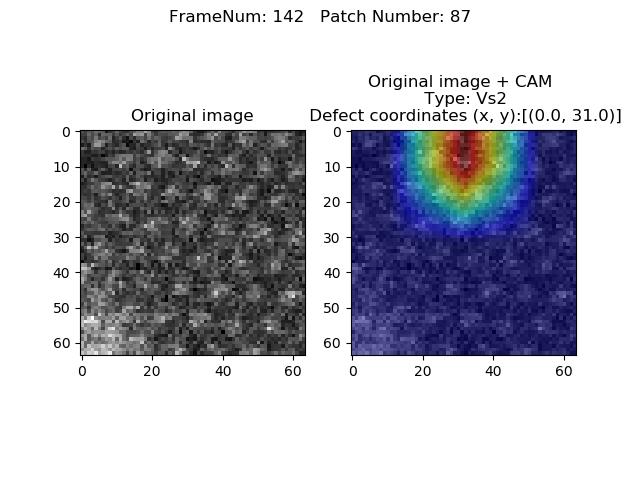 FrameNum: 142   Patch Number: 87
Original image
Original image + CAM
Type: Vs2
Defect coordinates (x, y):[(0.0, 31.0)]
0
10
20
30
40
50
60
0 20 40 60
0
10
20
30
40
50
60
0 20 40 60